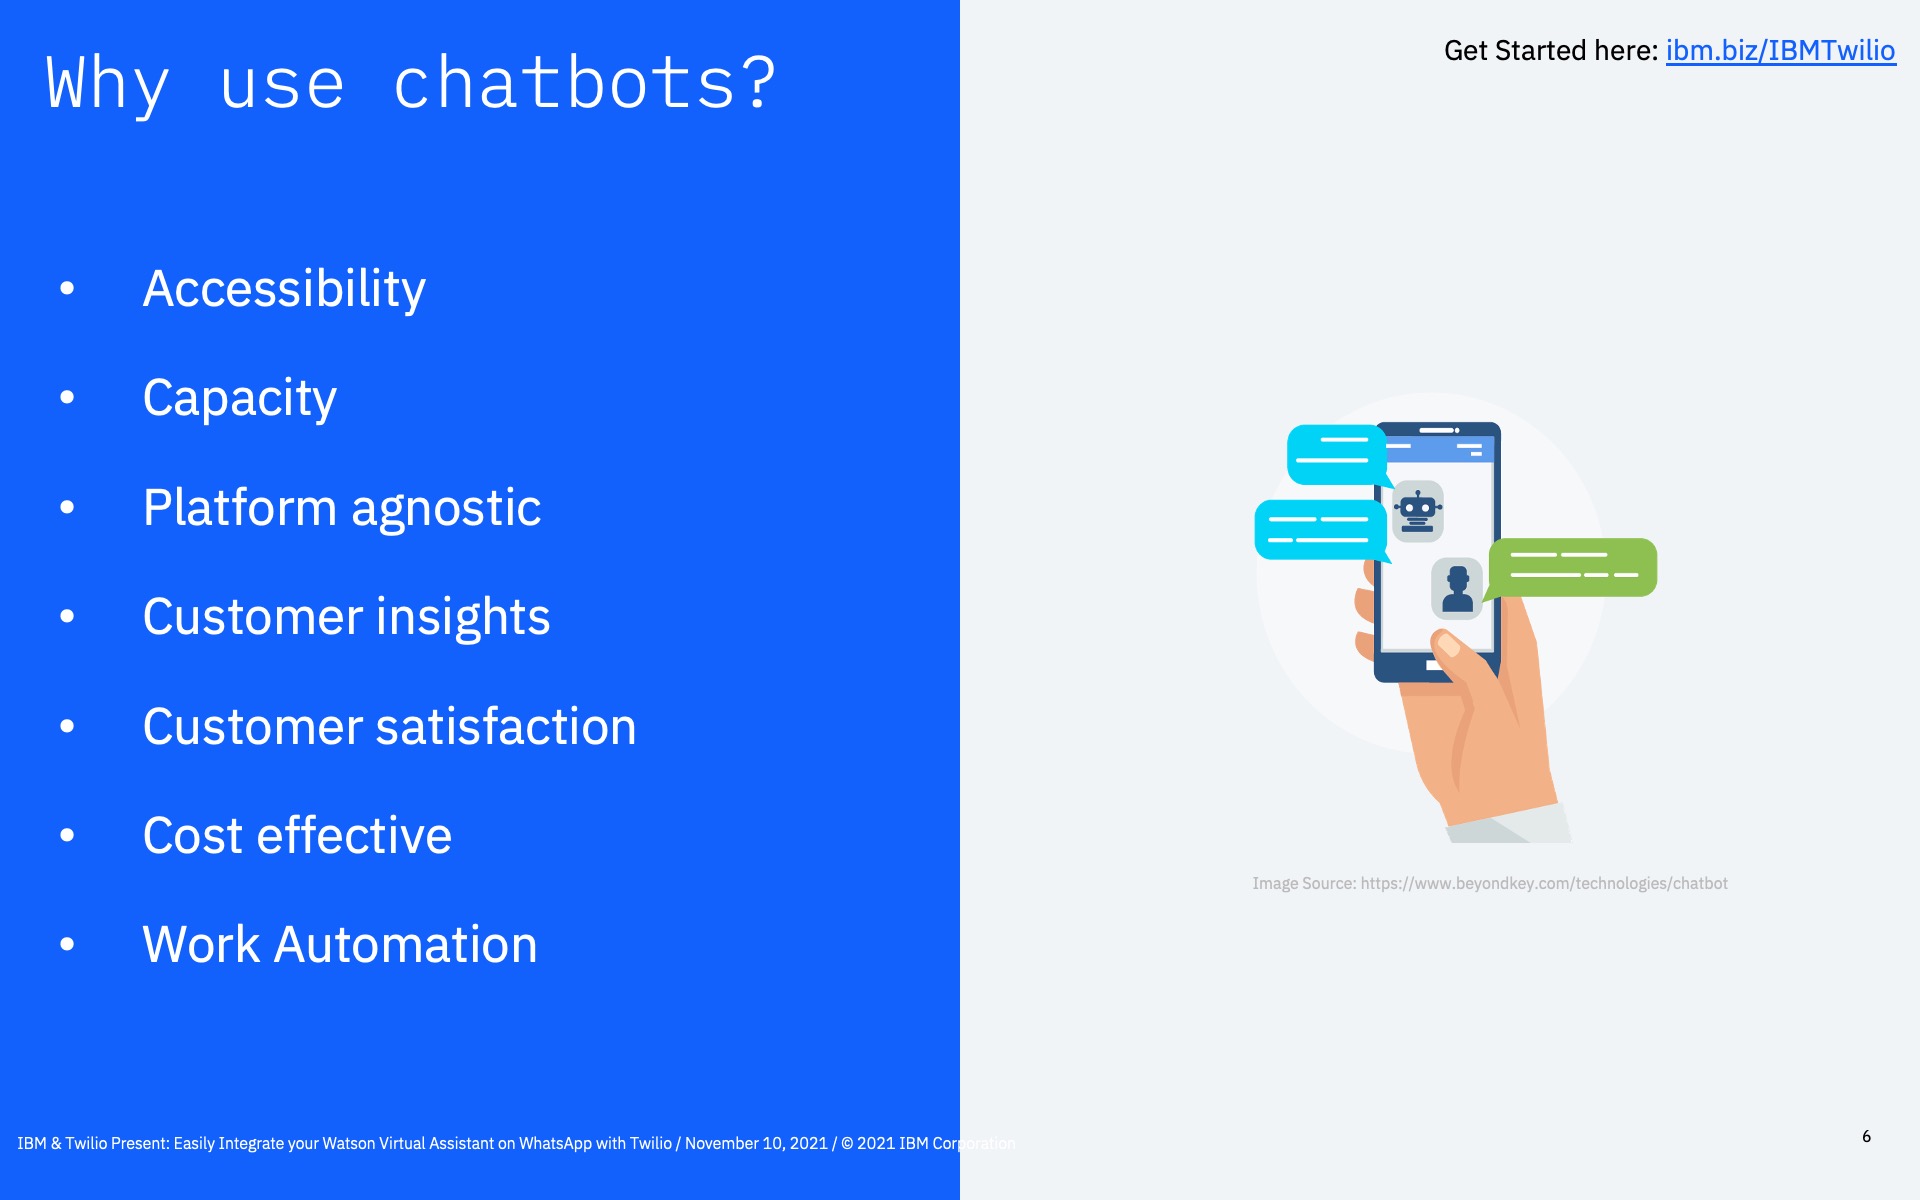 Why use chatbots?
Get Started here: ibm.biz/IBMTwilio
• Accessibility
• Capacity
• Platform agnostic
• Customer insights
• Customer satisfaction
• Cost effective
• Work Automation
Image Source: https://www.beyondkey.com/technologies/chatbot
IBM & Twilio Present: Easily Integrate your Watson Virtual Assistant on WhatsApp with Twilio / November 10, 2021 / © 2021 IBM Corporation
6